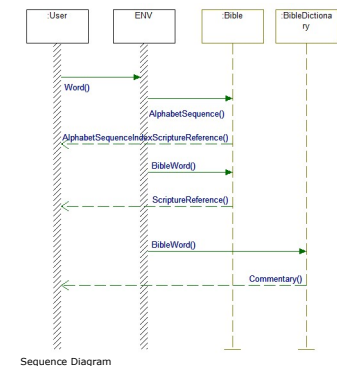 :User ENV :Bible :BibleDictiona
ry
Word()
AlphabetSequence()
AlphabetSequenceIndexScriptureReference()
BibleWord()
ScriptureReference()
BibleWord()
Commentary()
Sequence Diagram